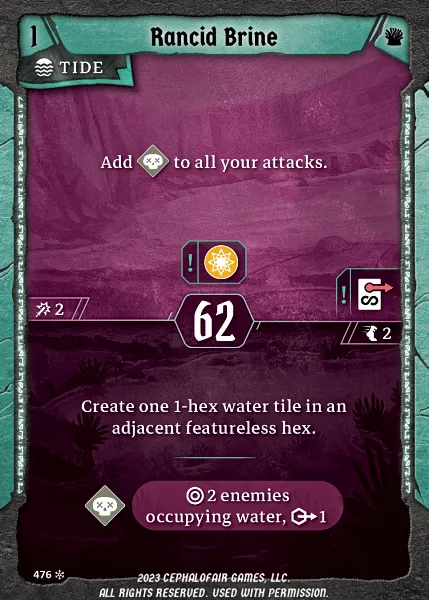 1
Rancid Brine
TIDE
Add to all your attacks.
!
!
2
62
2
Create one 1-hex water tile in an
adjacent featureless hex.
2 enemies
occupying water, 1
476
2023 CEPHALOFAIR GAMES, LLC.
ALL RIGHTS RESERVED. USED WITH PERMISSION.